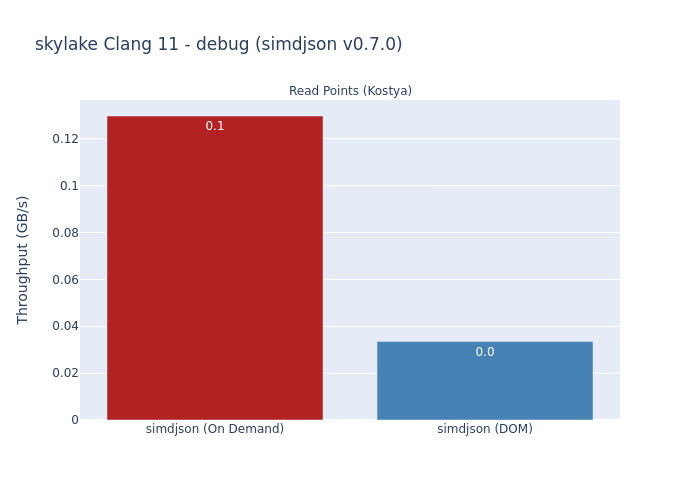 skylake Clang 11 - debug (simdjson v0.7.0)
Read Points (Kostya)
Throughput (GB/s)
0.12
0.1
0.08
0.06
0.04
0.02
0
0.1
0.0
simdjson (On Demand)
simdjson (DOM)